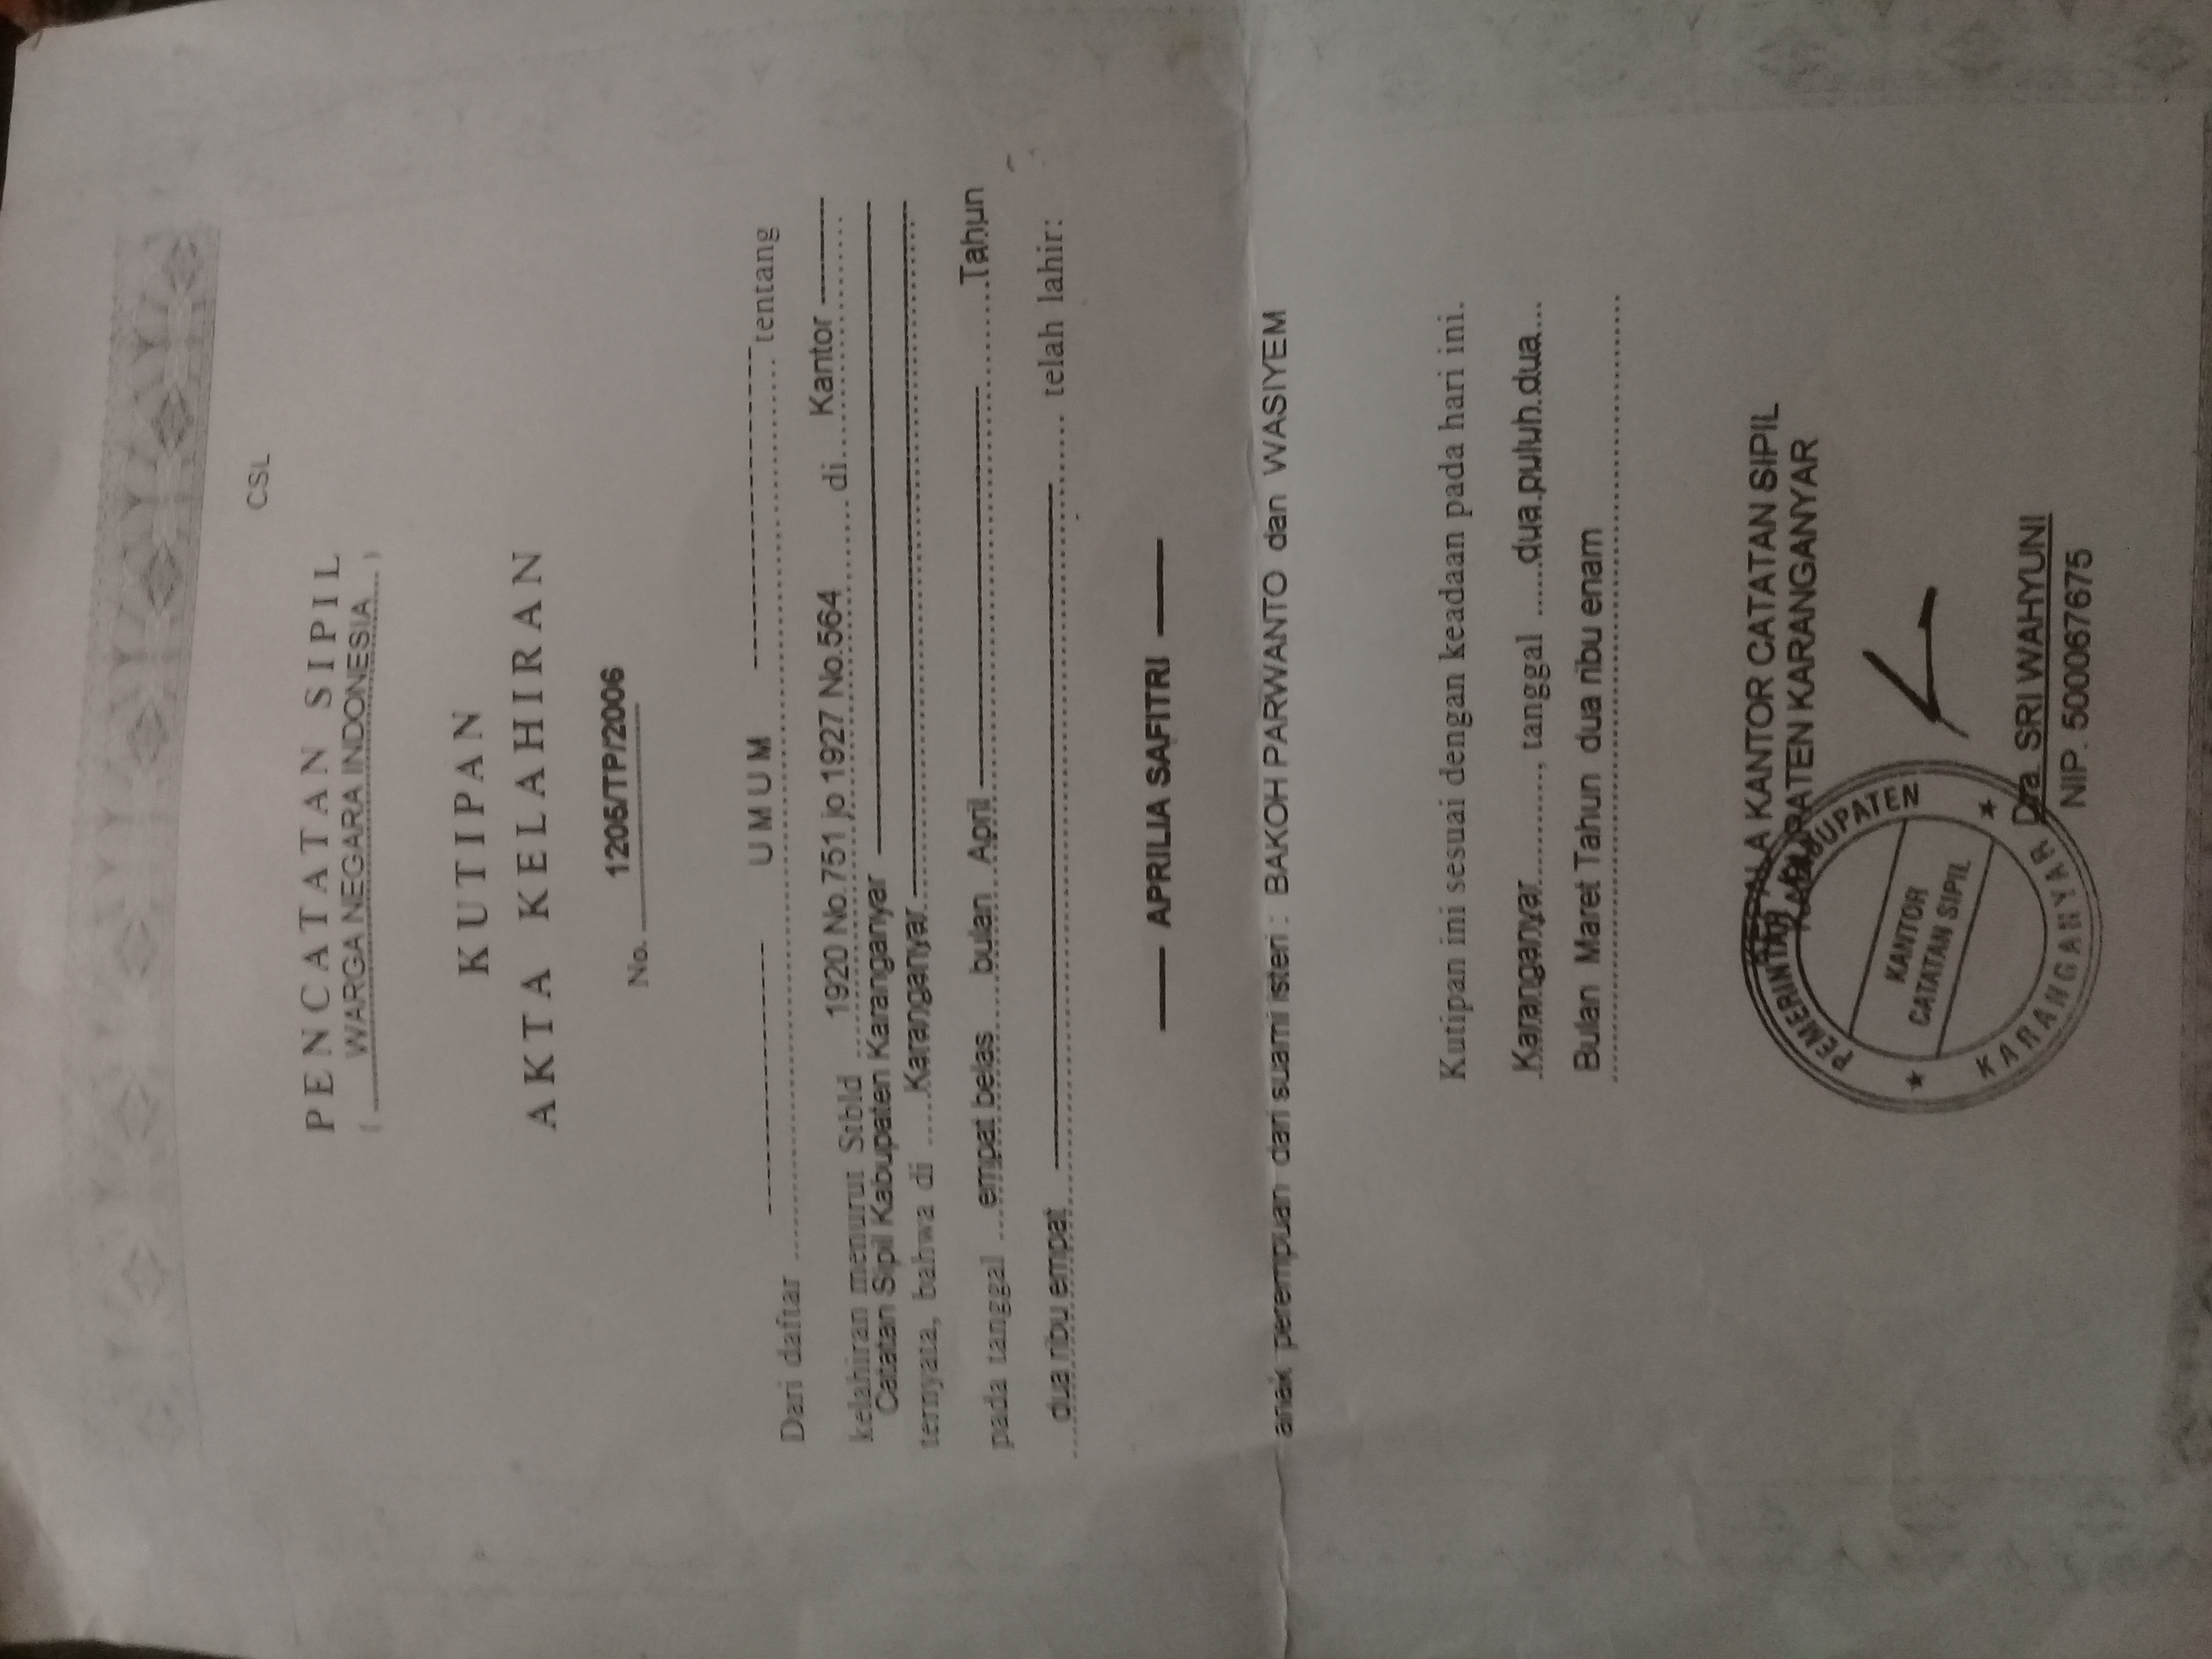 CSL
PENCATATAN SIPIL
( WARGA NEGARA INDONESIA )
KUTIPAN
AKTA KELAHIRAN
No. 1205/TP/2006
Dari daftar ---------------- UMUM ------------------- tentang
kelahiran menurut Stbld 1920 No.751 jo 1927 No.564 di Kantor
Catatan Sipil Kabupaten Karanganyar
ternyata, bahwa di Karanganyar
pada tanggal empat belas bulan April Tahun
dua ribu empat telah lahir:
APRILIA SAFITRI
anak perempuan dari suami isteri : BAKOH PARWANTO dan WASIYEM
Kutipan ini sesuai dengan keadaan pada hari ini.
Karanganyar, tanggal dua puluh dua
Bulan Maret Tahun dua ribu enam
KEPALA KANTOR CATATAN SIPIL
KABUPATEN KARANGANYAR
PEMERINTAH KABUPATEN
KANTOR
CATATAN SIPIL
KARANGANYAR
Dra. SRI WAHYUNI
NIP. 500067675